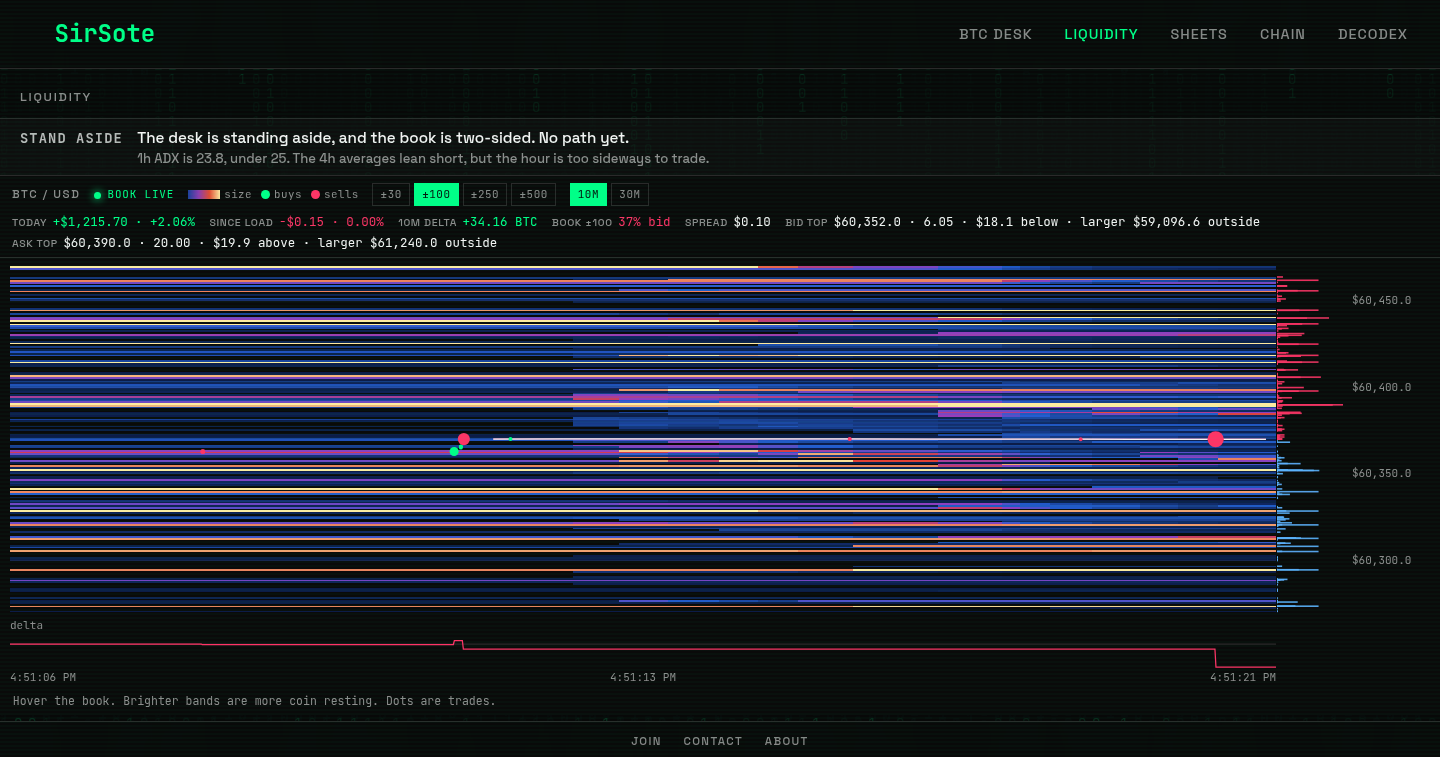 SirSote
BTC DESK LIQUIDITY SHEETS CHAIN DECODEX
LIQUIDITY
STAND ASIDE The desk is standing aside, and the book is two-sided. No path yet.
1h ADX is 23.8, under 25. The 4h averages lean short, but the hour is too sideways to trade.
BTC / USD BOOK LIVE size buys sells ±30 ±100 ±250 ±500 10M 30M
TODAY +$1,215.70 · +2.06% SINCE LOAD -$0.15 · 0.00% 10M DELTA +34.16 BTC BOOK ±100 37% bid SPREAD $0.10 BID TOP $60,352.0 · 6.05 · $18.1 below · larger $59,096.6 outside
ASK TOP $60,390.0 · 20.00 · $19.9 above · larger $61,240.0 outside
$60,450.0
$60,400.0
$60,350.0
$60,300.0
delta
4:51:06 PM 4:51:13 PM 4:51:21 PM
Hover the book. Brighter bands are more coin resting. Dots are trades.
JOIN CONTACT ABOUT